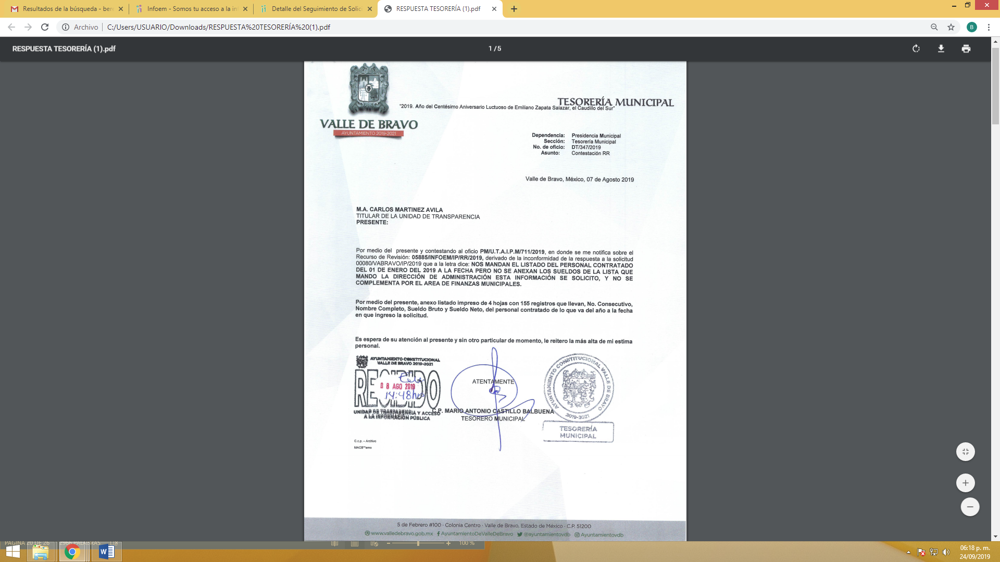 Resultados de la búsqueda - ber
Infoem - Somos tu acceso a la in
Detalle del Seguimiento de Solic
RESPUESTA TESORERÍA (1).pdf
Archivo
C:/Users/USUARIO/Downloads/RESPUESTA%20TESORERÍA%20(1).pdf
B
RESPUESTA TESORERÍA (1).pdf
1 / 5
TESORERÍA MUNICIPAL
"2019. Año del Centésimo Aniversario Luctuoso de Emiliano Zapata Salazar, el Caudillo del Sur"
VALLE DE BRAVO
AYUNTAMIENTO 2019-2021
Dependencia: Presidencia Municipal
Sección: Tesorería Municipal
No. de oficio: DT/347/2019
Asunto: Contestación RR
Valle de Bravo, México, 07 de Agosto 2019
M.A. CARLOS MARTINEZ AVILA
TITULAR DE LA UNIDAD DE TRANSPARENCIA
PRESENTE:
Por medio del presente y contestando al oficio PM/U.T.A.I.P.M/711/2019, en donde se me notifica sobre el
Recurso de Revisión: 05885/INFOEM/IP/RR/2019, derivado de la inconformidad de la respuesta a la solicitud
00080/VABRAVO/IP/2019 que a la letra dice: NOS MANDAN EL LISTADO DEL PERSONAL CONTRATADO
DEL 01 DE ENERO DEL 2019 A LA FECHA PERO NO SE ANEXAN LOS SUELDOS DE LA LISTA QUE
MANDO LA DIRECCIÓN DE ADMINISTRACIÓN ESTA INFORMACIÓN SE SOLICITO, Y NO SE
COMPLEMENTA POR EL AREA DE FINANZAS MUNICIPALES.
Por medio del presente, anexo listado impreso de 4 hojas con 155 registros que llevan, No. Consecutivo,
Nombre Completo, Sueldo Bruto y Sueldo Neto, del personal contratado de lo que va del año a la fecha
en que ingreso la solicitud.
Es espera de su atención al presente y sin otro particular de momento, le reitero la más alta de mi estima
personal.
AYUNTAMIENTO CONSTITUCIONAL
VALLE DE BRAVO 2019-2021
RECIBIDO
08 AGO 2019
14:48hrs
UNIDAD DE TRANSPARENCIA Y ACCESO
A LA INFORMACIÓN PÚBLICA
ATENTAMENTE
C.P. MARIO ANTONIO CASTILLO BALBUENA
TESORERO MUNICIPAL
AYUNTAMIENTO CONSTITUCIONAL VALLE DE BRAVO
2019-2021
TESORERÍA
MUNICIPAL
C.c.p. – Archivo
MACB**amo
5 de Febrero #100 · Colonia Centro · Valle de Bravo, Estado de México · C.P. 51200
www.valledebravo.gob.mx AyuntamientoDeValleDeBravo @ayuntamientovdb Ayuntamientovdb
PÁGINA 20 DE 26 2966 PALABRAS
100 %
06:18 p. m.
24/09/2019